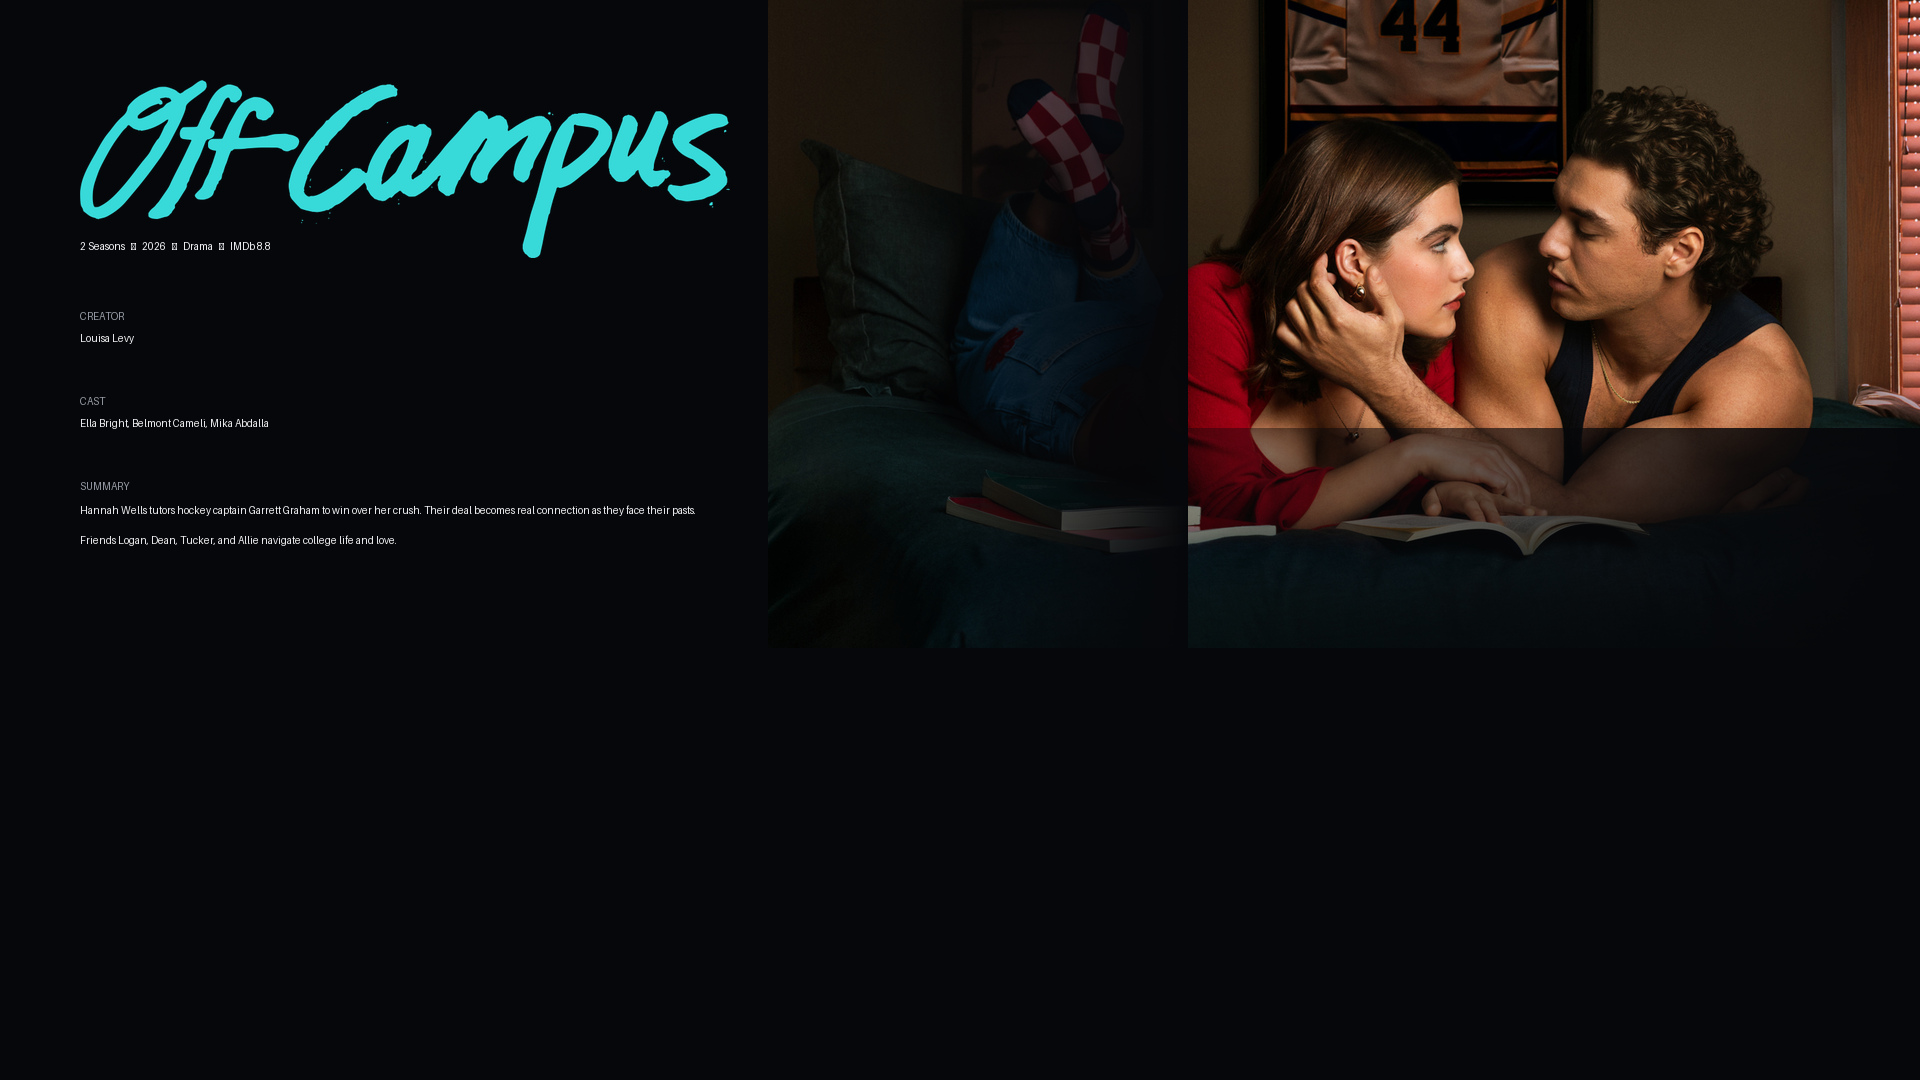 Off Campus
2 Seasons 2026 Drama IMDb 8.8
CREATOR
Louisa Levy
CAST
Ella Bright, Belmont Cameli, Mika Abdalla
SUMMARY
Hannah Wells tutors hockey captain Garrett Graham to win over her crush. Their deal becomes real connection as they face their pasts.
Friends Logan, Dean, Tucker, and Allie navigate college life and love.
44